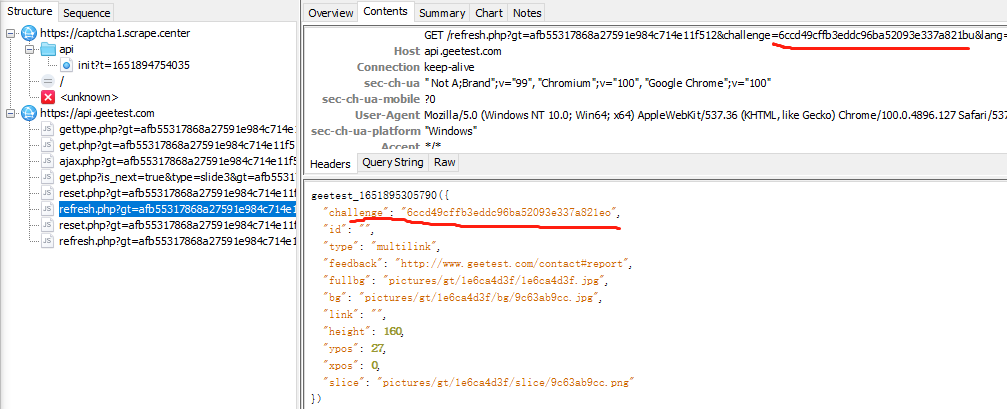 Structure Sequence
https://captcha1.scrape.center
api
init?t=1651894754035
/
<unknown>
https://api.geetest.com
gettype.php?gt=afb55317868a27591e984c714e1
get.php?gt=afb55317868a27591e984c714e11f5
ajax.php?gt=afb55317868a27591e984c714e11f
get.php?is_next=true&type=slide3&gt=afb5531
reset.php?gt=afb55317868a27591e984c714e11
refresh.php?gt=afb55317868a27591e984c714e1
reset.php?gt=afb55317868a27591e984c714e11
refresh.php?gt=afb55317868a27591e984c714e1
Overview Contents Summary Chart Notes
GET /refresh.php?gt=afb55317868a27591e984c714e11f512&challenge=6ccd49cffb3eddc96ba52093e337a821bu&lang=
Host api.geetest.com
Connection keep-alive
sec-ch-ua " Not A;Brand";v="99", "Chromium";v="100", "Google Chrome";v="100"
sec-ch-ua-mobile ?0
User-Agent Mozilla/5.0 (Windows NT 10.0; Win64; x64) AppleWebKit/537.36 (KHTML, like Gecko) Chrome/100.0.4896.127 Safari/537
sec-ch-ua-platform "Windows"
Accept */*
Headers Query String Raw
geetest_1651895305790({
"challenge": "6ccd49cffb3eddc96ba52093e337a821eo",
"id": "",
"type": "multilink",
"feedback": "http://www.geetest.com/contact#report",
"fullbg": "pictures/gt/1e6ca4d3f/1e6ca4d3f.jpg",
"bg": "pictures/gt/1e6ca4d3f/bg/9c63ab9cc.jpg",
"link": "",
"height": 160,
"ypos": 27,
"xpos": 0,
"slice": "pictures/gt/1e6ca4d3f/slice/9c63ab9cc.png"
})